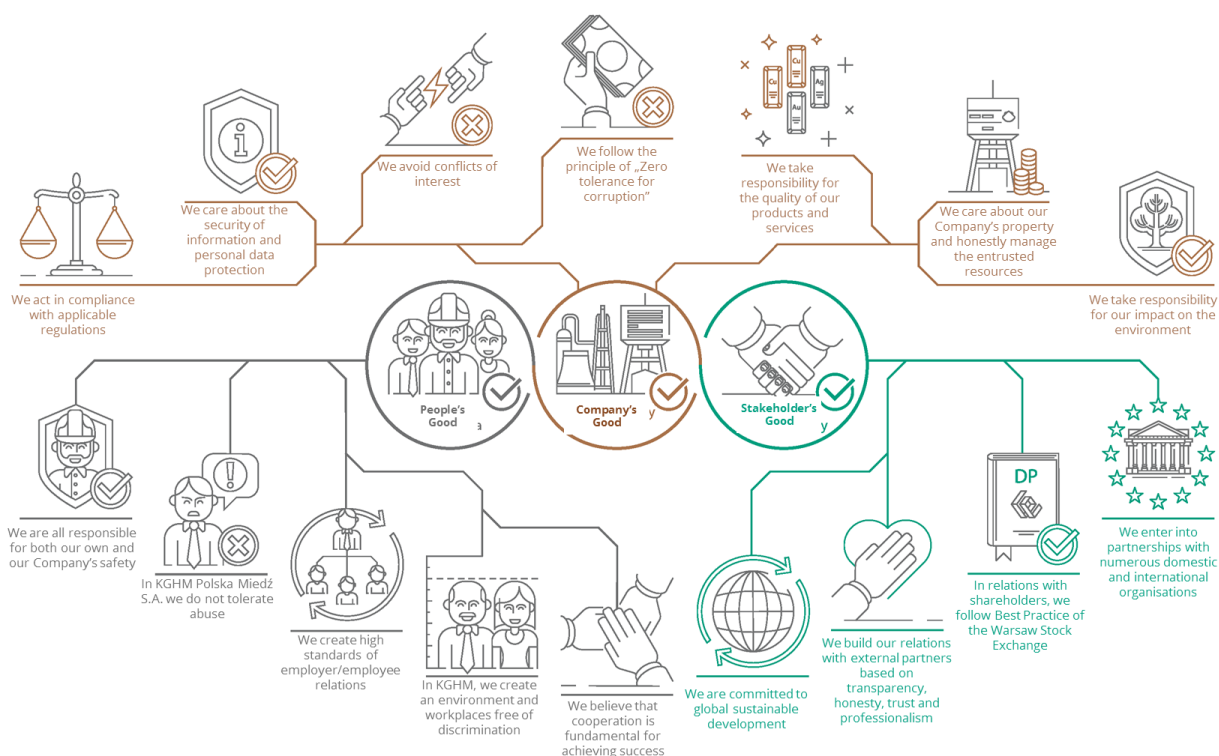 Cu
Cu
Ag
Au
We avoid conflicts of
interest
We follow the
principle of „Zero
tolerance for
corruption”
We take
responsibility for
the quality of our
products and
services
We care about the
security of
information and
personal data
protection
We care about our
Company's property
and honestly manage
the entrusted
resources
We act in compliance
with applicable
regulations
We take responsibility
for our impact on the
environment
People's
Good
a
Company's
Good
y
Stakeholder's
Good
y
We are all responsible
for both our own and
our Company's safety
In KGHM Polska Miedź
S.A. we do not tolerate
abuse
We create high
standards of
employer/employee
relations
In KGHM, we create
an environment and
workplaces free of
discrimination
We believe that
cooperation is
fundamental for
achieving success
We are committed to
global sustainable
development
We build our relations
with external partners
based on
transparency,
honesty, trust and
professionalism
DP
In relations with
shareholders, we
follow Best Practice of
the Warsaw Stock
Exchange
We enter into
partnerships with
numerous domestic
and international
organisations